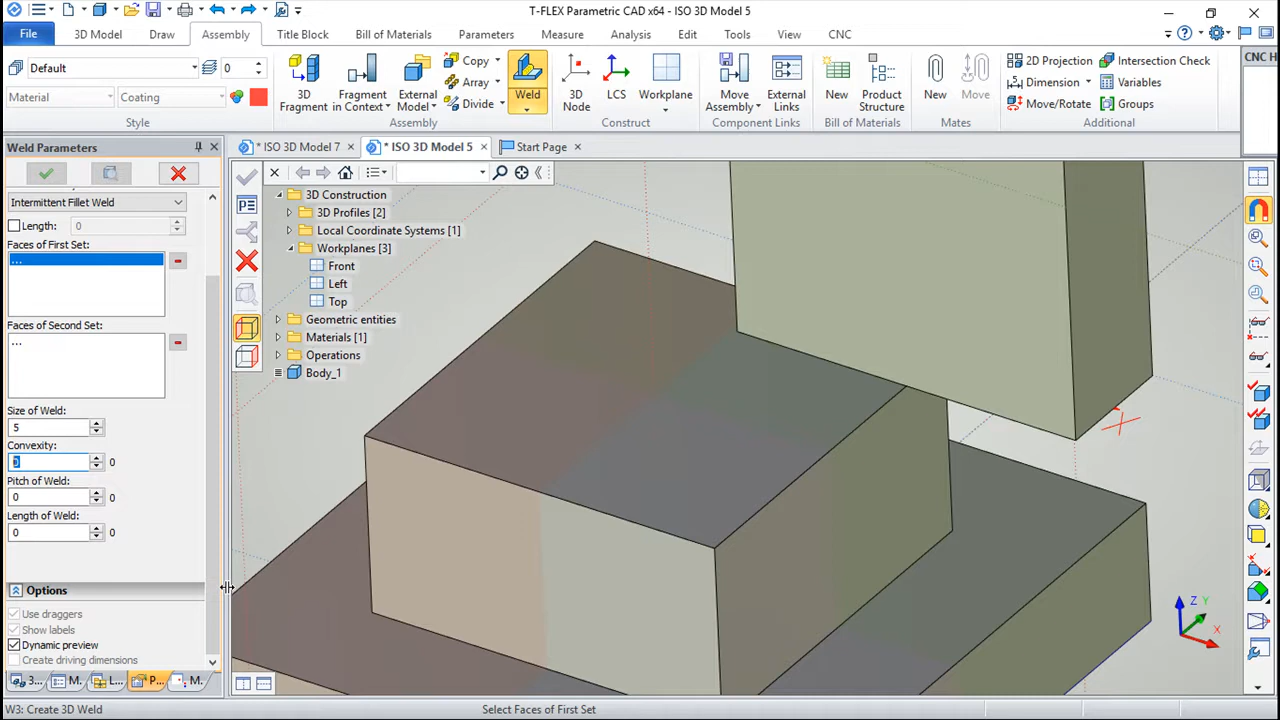 T-FLEX Parametric CAD x64 - ISO 3D Model 5
File 3D Model Draw Assembly Title Block Bill of Materials Parameters Measure Analysis Edit Tools View CNC
Default 0
Material Coating
Style
3D Fragment
Fragment in Context
External Model
Copy
Array
Divide
Weld
Assembly
3D Node
LCS
Workplane
Construct
Move Assembly
External Links
Component Links
New
Product Structure
Bill of Materials
New
Move
Mates
2D Projection
Intersection Check
Dimension
Variables
Move/Rotate
Groups
Additional
CNC H
Weld Parameters
* ISO 3D Model 7
* ISO 3D Model 5
Start Page
Intermittent Fillet Weld
Length: 0
Faces of First Set:
...
Faces of Second Set:
...
Size of Weld:
5
Convexity:
0 0
Pitch of Weld:
0 0
Length of Weld:
0 0
Options
Use draggers
Show labels
Dynamic preview
Create driving dimensions
3... M. L... P... M.
3D Construction
3D Profiles [2]
Local Coordinate Systems [1]
Workplanes [3]
Front
Left
Top
Geometric entities
Materials [1]
Operations
Body_1
X
Z
Y
X
W3: Create 3D Weld
Select Faces of First Set